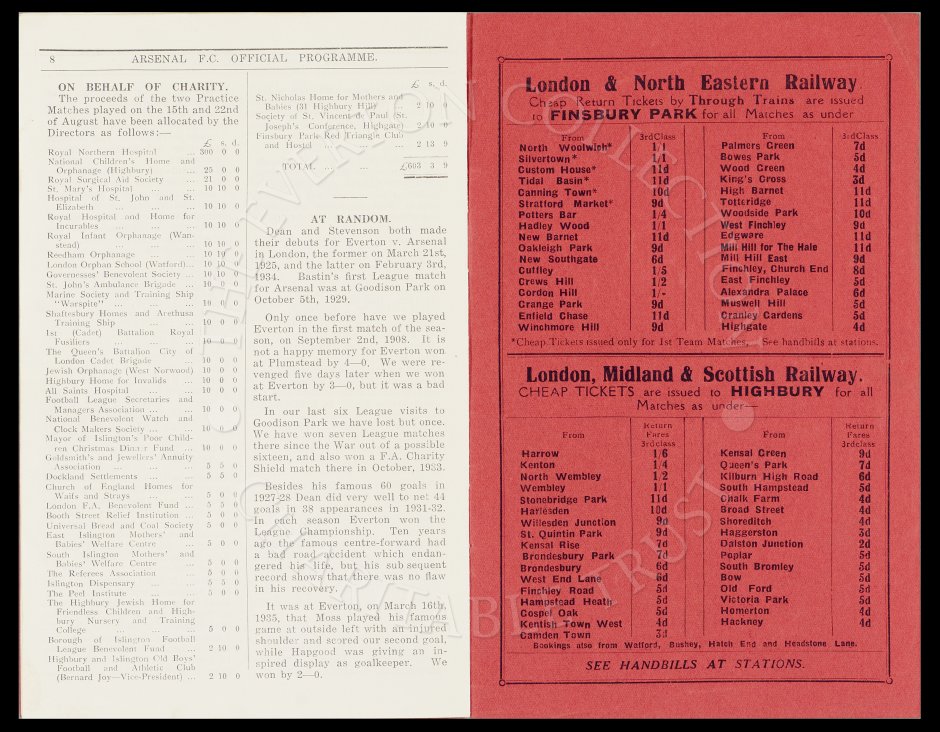 8 ARSENAL F.C. OFFICIAL PROGRAMME.
ON BEHALF OF CHARITY.
The proceeds of the two Practice
Matches played on the 15th and 22nd
of August have been allocated by the
Directors as follows:—
£ s. d.
Royal Northern Hospital ... 300 0 0
National Children's Home and
Orphanage (Highbury) ... 25 0 0
Royal Surgical Aid Society ... 21 0 0
St. Mary's Hospital ... ... 10 10 0
Hospital of St. John and St.
Elizabeth ... ... ... 10 10 0
Royal Hospital and Home for
Incurables ... ... ... 10 10 0
Royal Infant Orphanage (Wan-
stead) ... ... ... 10 10 0
Reedham Orphanage ... ... 10 10 0
London Orphan School (Watford)... 10 10 0
Governesses' Benevolent Society ... 10 10 0
St. John's Ambulance Brigade ... 10 0 0
Marine Society and Training Ship
"Warspite" ... ... ... 10 0 0
Shaftesbury Homes and Arethusa
Training Ship ... ... 10 0 0
1st (Cadet) Battalion Royal
Fusiliers ... ... ... 10 0 0
The Queen's Battalion City of
London Cadet Brigade ... 10 0 0
Jewish Orphanage (West Norwood) 10 0 0
Highbury Home for Invalids ... 10 0 0
All Saints Hospital ... ... 10 0 0
Football League Secretaries and
Managers Association ... ... 10 0 0
National Benevolent Watch and
Clock Makers Society ... ... 10 0 0
Mayor of Islington's Poor Child-
ren Christmas Dinner Fund ... 10 0 0
Goldsmith's and Jewellers' Annuity
Association ... ... ... 5 5 0
Dockland Settlements ... ... 5 5 0
Church of England Homes for
Waifs and Strays ... ... 5 0 0
London F.A. Benevolent Fund ... 5 5 0
Booth Street Relief Institution ... 5 0 0
Universal Bread and Coal Society 5 0 0
East Islington Mothers' and
Babies' Welfare Centre ... 5 0 0
South Islington Mothers' and
Babies' Welfare Centre ... 5 0 0
The Referees Association ... 5 5 0
Islington Dispensary ... ... 5 5 0
The Peel Institute ... ... 5 0 0
The Highbury Jewish Home for
Friendless Children and High-
bury Nursery and Training
College ... ... ... 5 0 0
Borough of Islington Football
League Benevolent Fund ... 2 10 0
Highbury and Islington Old Boys'
Football and Athletic Club
(Bernard Joy—Vice-President) ... 2 10 0
£ s. d.
St. Nicholas Home for Mothers and
Babies (31 Highbury Hill) ... 2 10 0
Society of St. Vincent de Paul (St.
Joseph's Conference, Highgate) 10 0
Finsbury Park Red Triangle Club
and Hostel ... ... ... 2 13 9
TOTAL ... ... ... £603 3 9
AT RANDOM.
Dean and Stevenson both made
their debuts for Everton v. Arsenal
in London, the former on March 21st,
1925, and the latter on February 3rd,
1934. Bastin's first League match
for Arsenal was at Goodison Park on
October 5th, 1929.
Only once before have we played
Everton in the first match of the sea-
son, on September 2nd, 1908. It is
not a happy memory for Everton won
at Plumstead by 4—0. We were re-
venged five days later when we won
at Everton by 3—0, but it was a bad
start.
In our last six League visits to
Goodison Park we have lost but once.
We have won seven League matches
there since the War out of a possible
sixteen, and also won a F.A. Charity
Shield match there in October, 1933.
Besides his famous 60 goals in
1927-28 Dean did very well to net 44
goals in 38 appearances in 1931-32.
In each season Everton won the
League Championship. Ten years
ago the famous centre-forward had
a bad road accident which endan-
gered his life, but his subsequent
record shows that there was no flaw
in his recovery.
It was at Everton, on March 16th,
1935, that Moss played his famous
game at outside left with an injured
shoulder and scored our second goal,
while Hapgood was giving an in-
spired display as goalkeeper. We
won by 2—0.
London & North Eastern Railway.
Cheap Return Tickets by Through Trains are issued
to FINSBURY PARK for all Matches as under
From 3rdClass
North Woolwich* 1/1
Silvertown* 1/1
Custom House* 11d
Tidal Basin* 11d
Canning Town* 10d
Stratford Market* 9d
Potters Bar 1/4
Hadley Wood 1/1
New Barnet 11d
Oakleigh Park 9d
New Southgate 6d
Cuffley 1/5
Crews Hill 1/2
Gordon Hill 1/-
Grange Park 9d
Enfield Chase 11d
Winchmore Hill 9d
From 3rdClass
Palmers Green 7d
Bowes Park 5d
Wood Green 4d
King's Cross 3d
High Barnet 11d
Totteridge 11d
Woodside Park 10d
West Finchley 9d
Edgware 11d
Mill Hill for The Hale 11d
Mill Hill East 9d
Finchley, Church End 8d
East Finchley 5d
Alexandra Palace 6d
Muswell Hill 5d
Cranley Gardens 5d
Highgate 4d
*Cheap Tickets issued only for 1st Team Matches. See handbills at stations.
London, Midland & Scottish Railway.
CHEAP TICKETS are issued to HIGHBURY for all
Matches as under—
From Return Fares 3rdclass
Harrow 1/6
Kenton 1/4
North Wembley 1/2
Wembley 1/1
Stonebridge Park 11d
Harlesden 10d
Willesden Junction 9d
St. Quintin Park 9d
Kensal Rise 7d
Brondesbury Park 7d
Brondesbury 6d
West End Lane 5d
Finchley Road 5d
Hampstead Heath 5d
Gospel Oak 5d
Kentish Town West 4d
Camden Town 3d
From Return Fares 3rdclass
Kensal Green 9d
Queen's Park 7d
Kilburn High Road 6d
South Hampstead 5d
Chalk Farm 4d
Broad Street 4d
Shoreditch 4d
Haggerston 3d
Dalston Junction 2d
Poplar 5d
South Bromley 5d
Bow 5d
Old Ford 5d
Victoria Park 5d
Homerton 4d
Hackney 4d
Bookings also from Watford, Bushey, Hatch End and Headstone Lane.
SEE HANDBILLS AT STATIONS.